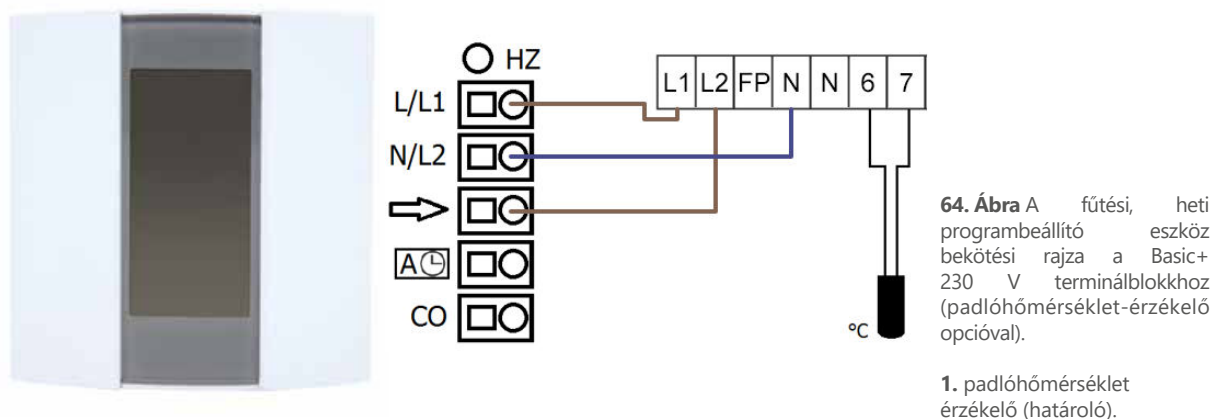 HZ
L/L1
N/L2
A
CO
L1 L2 FP N N 6 7
°C
64. Ábra A fűtési, heti
programbeállító eszköz
bekötési rajza a Basic+
230 V terminálblokkhoz
(padlóhőmérséklet-érzékelő
opcióval).
1. padlóhőmérséklet
érzékelő (határoló).